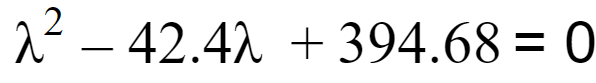 λ² – 42.4λ + 394.68 = 0